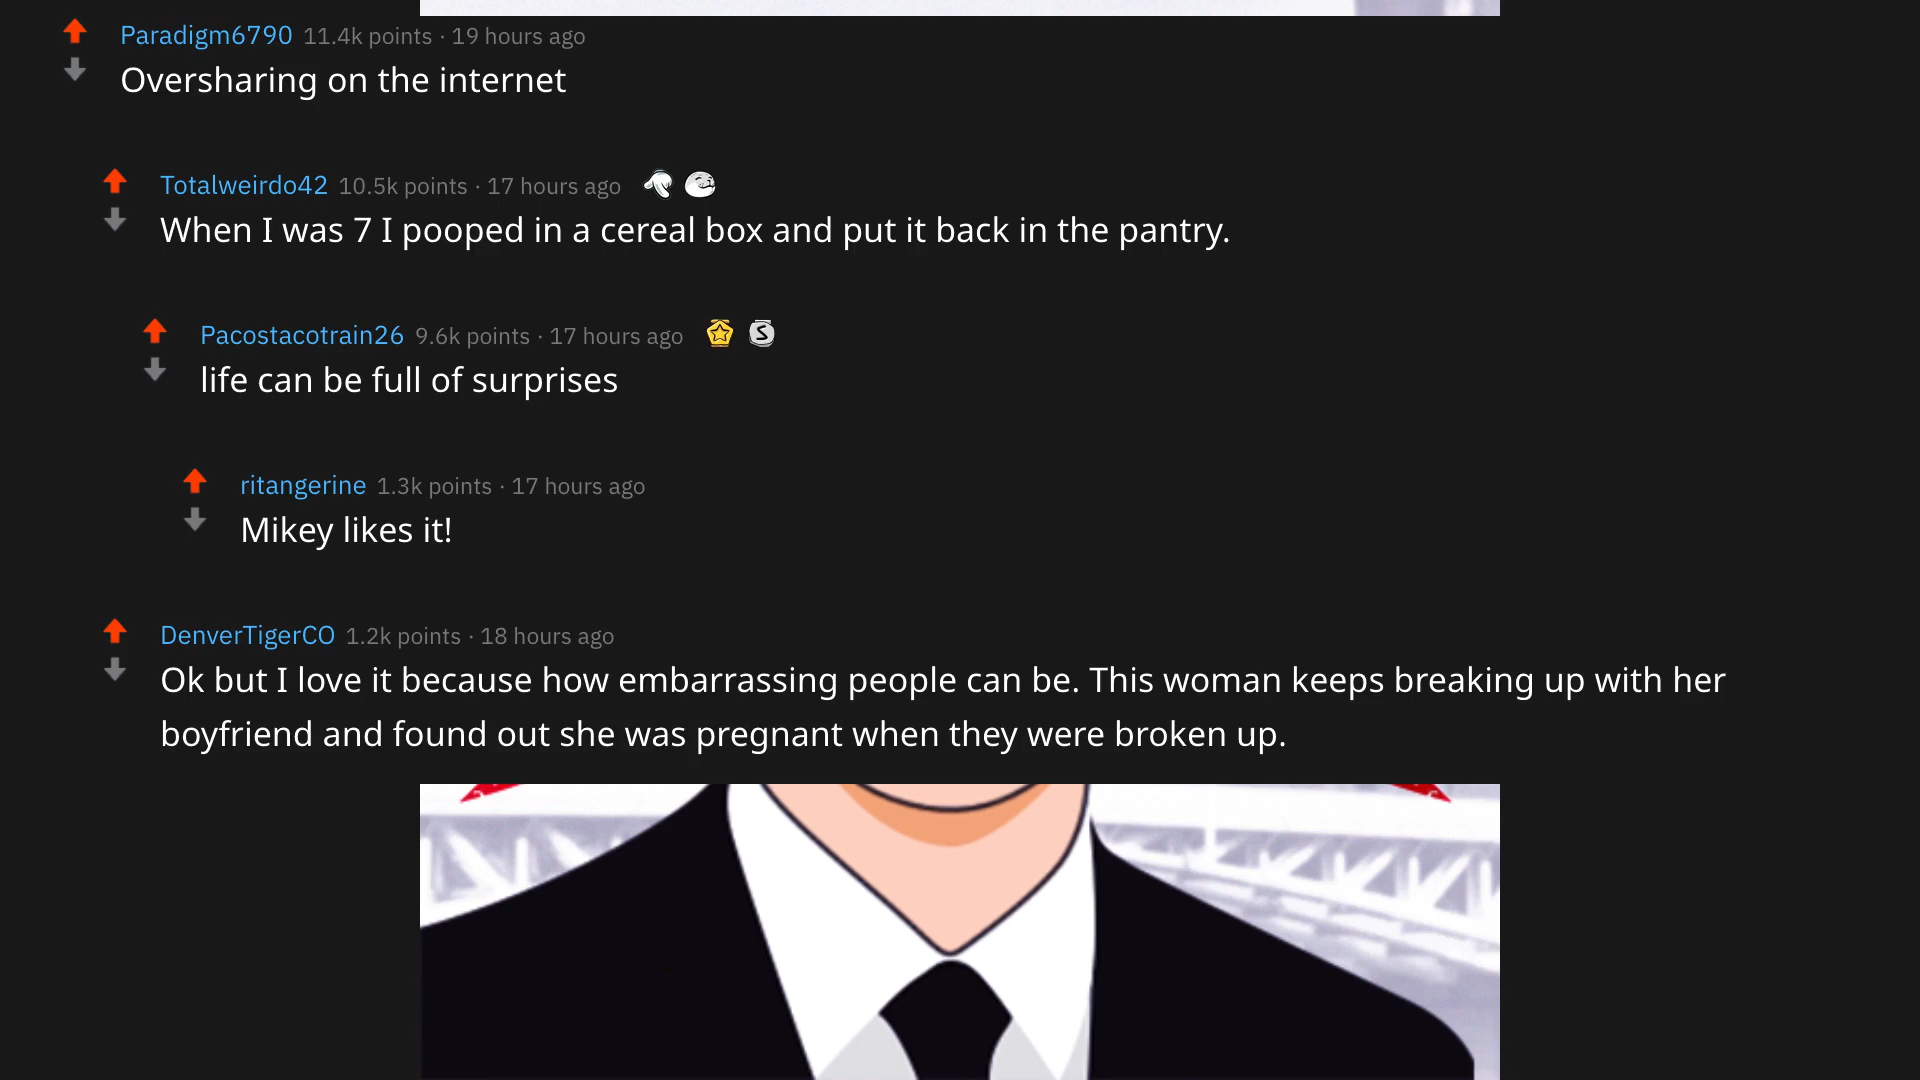 Paradigm6790 11.4k points · 19 hours ago
Oversharing on the internet
Totalweirdo42 10.5k points · 17 hours ago
When I was 7 I pooped in a cereal box and put it back in the pantry.
Pacostacotrain26 9.6k points · 17 hours ago
life can be full of surprises
ritangerine 1.3k points · 17 hours ago
Mikey likes it!
DenverTigerCO 1.2k points · 18 hours ago
Ok but I love it because how embarrassing people can be. This woman keeps breaking up with her
boyfriend and found out she was pregnant when they were broken up.